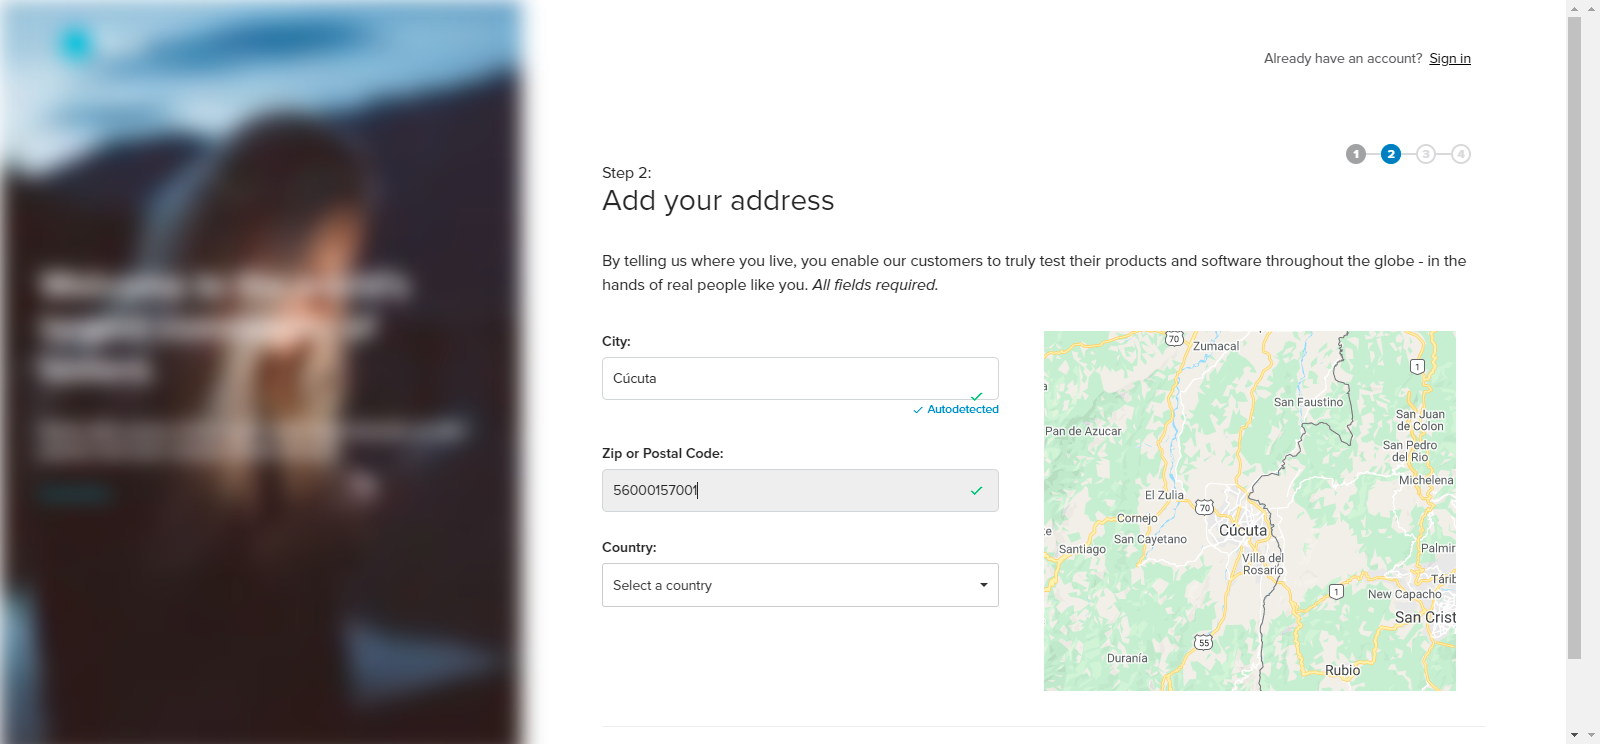 Already have an account? Sign in
1 2 3 4
Step 2:
Add your address
By telling us where you live, you enable our customers to truly test their products and software throughout the globe - in the
hands of real people like you. All fields required.
City:
Cúcuta
Autodetected
Zip or Postal Code:
56000157001
Country:
Select a country
70
Zumacal
1
San Faustino
San Juan
de Colon
Pan de Azucar
San Pedro
del Rio
Michelena
El Zulia
70
Cornejo
Cúcuta
San Cayetano
Santiago
Villa del
Rosario
Palmir
Tárib
1
New Capacho
San Crist
55
Duranía
Rubio